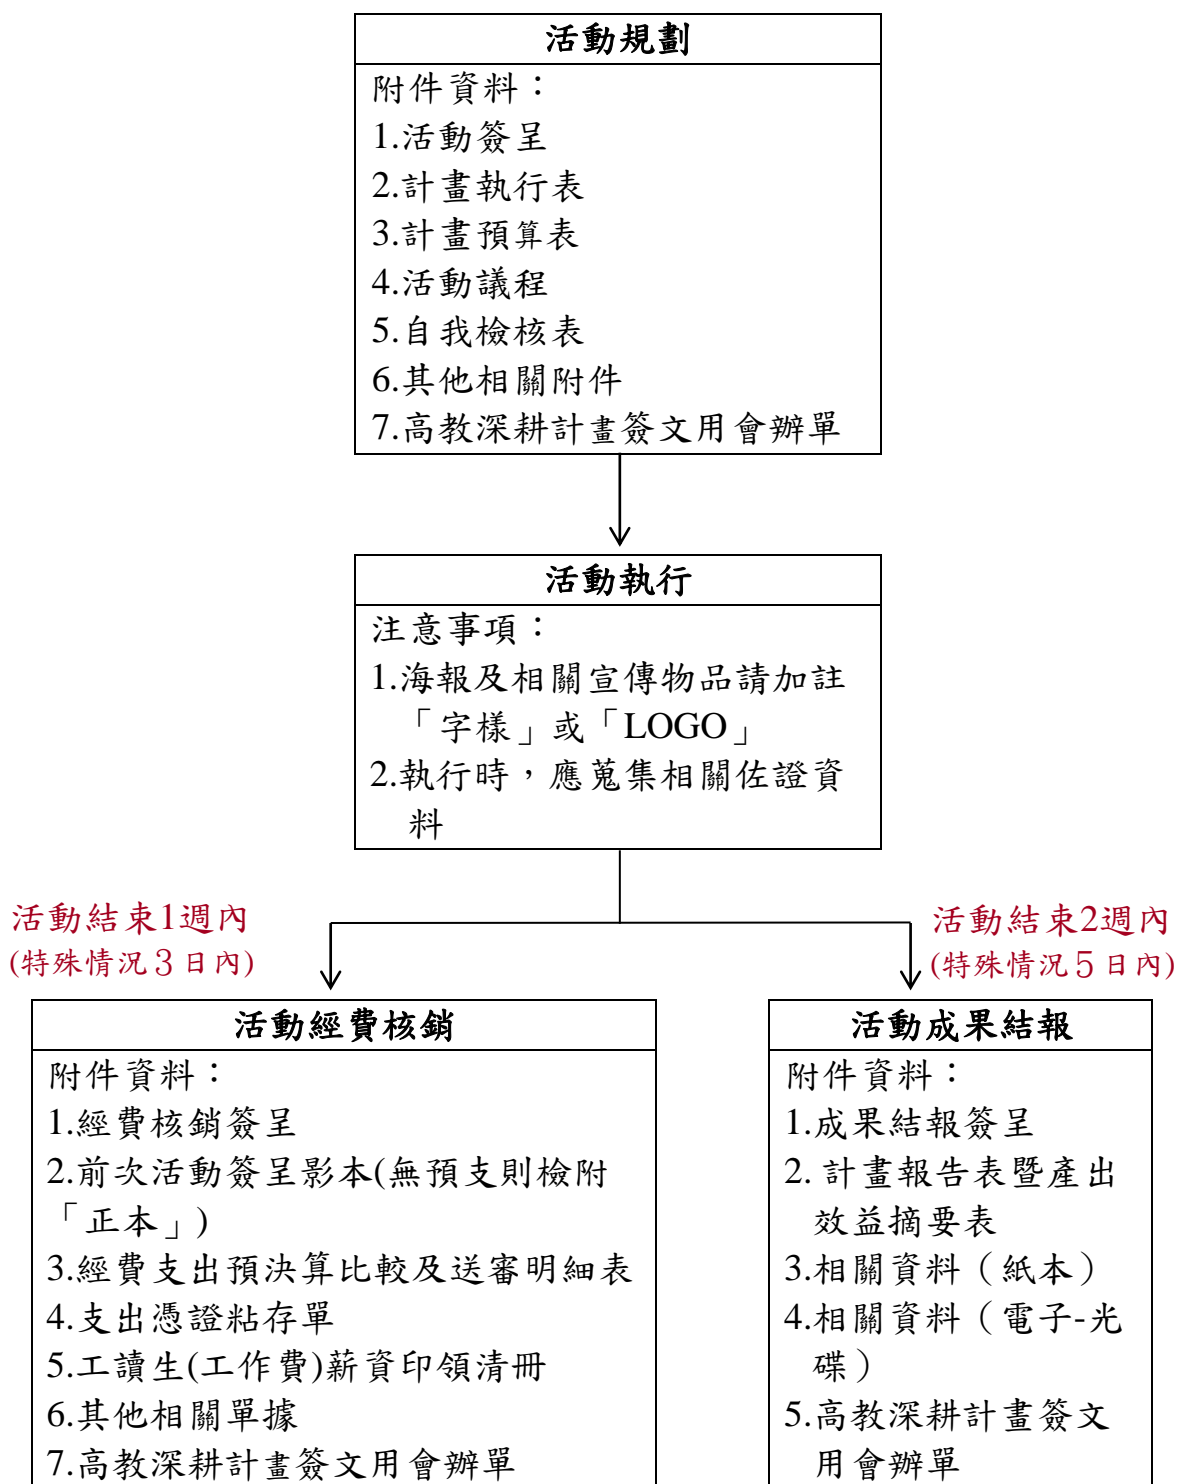 活動規劃
附件資料：
1.活動簽呈
2.計畫執行表
3.計畫預算表
4.活動議程
5.自我檢核表
6.其他相關附件
7.高教深耕計畫簽文用會辦單
活動執行
注意事項：
1.海報及相關宣傳物品請加註
「字樣」或「LOGO」
2.執行時，應蒐集相關佐證資
料
活動結束1週內
(特殊情況３日內)
活動經費核銷
附件資料：
1.經費核銷簽呈
2.前次活動簽呈影本(無預支則檢附
「正本」)
3.經費支出預決算比較及送審明細表
4.支出憑證粘存單
5.工讀生(工作費)薪資印領清冊
6.其他相關單據
7.高教深耕計畫簽文用會辦單
活動結束2週內
(特殊情況５日內)
活動成果結報
附件資料：
1.成果結報簽呈
2. 計畫報告表暨產出
效益摘要表
3.相關資料（紙本）
4.相關資料（電子-光
碟）
5.高教深耕計畫簽文
用會辦單